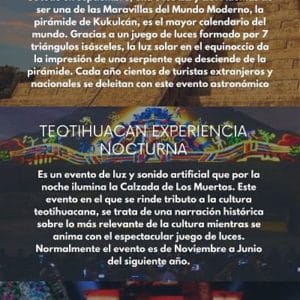 ser una de las Maravillas del Mundo Moderno, la
pirámide de Kukulcán, es el mayor calendario del
mundo. Gracias a un juego de luces formado por 7
triángulos isósceles, la luz solar en el equinoccio da
la impresión de una serpiente que desciende de la
pirámide. Cada año cientos de turistas extranjeros y
nacionales se deleitan con este evento astronómico
TEOTIHUACAN EXPERIENCIA
NOCTURNA
Es un evento de luz y sonido artificial que por la
noche ilumina la Calzada de Los Muertos. Este
evento en el que se rinde tributo a la cultura
teotihuacana, se trata de una narración histórica
sobre lo más relevante de la cultura mientras se
anima con el espectacular juego de luces.
Normalmente el evento es de Noviembre a Junio
del siguiente año.